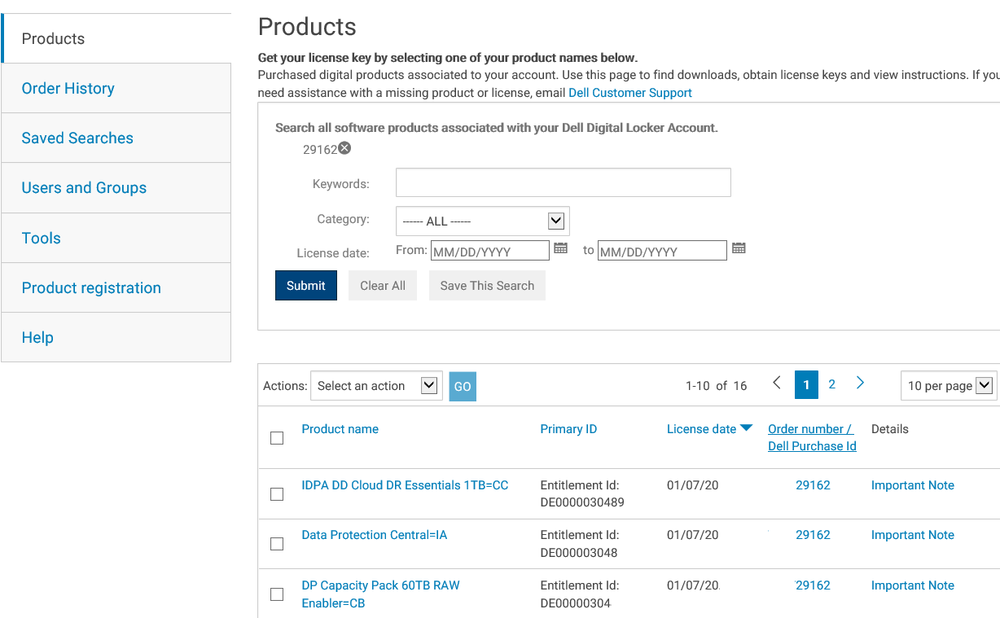 Products
Order History
Saved Searches
Users and Groups
Tools
Product registration
Help
Products
Get your license key by selecting one of your product names below.
Purchased digital products associated to your account. Use this page to find downloads, obtain license keys and view instructions. If you
need assistance with a missing product or license, email Dell Customer Support
Search all software products associated with your Dell Digital Locker Account.
29162
Keywords:
Category: ------ ALL ------
License date: From: MM/DD/YYYY to MM/DD/YYYY
Submit Clear All Save This Search
Actions: Select an action GO 1-10 of 16 < 1 2 > 10 per page
Product name Primary ID License date Order number / Details
Dell Purchase Id
IDPA DD Cloud DR Essentials 1TB=CC Entitlement Id: 01/07/20 29162 Important Note
DE0000030489
Data Protection Central=IA Entitlement Id: 01/07/20 29162 Important Note
DE000003048
DP Capacity Pack 60TB RAW Entitlement Id: 01/07/20 29162 Important Note
Enabler=CB DE00000304